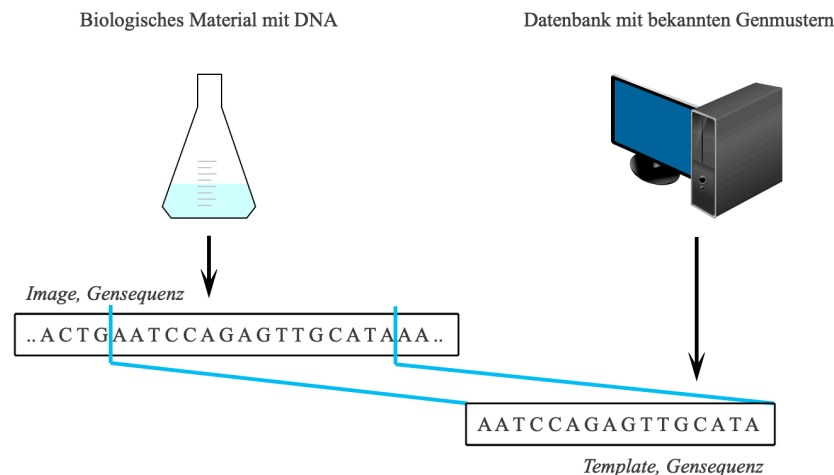 Biologisches Material mit DNA
Datenbank mit bekannten Genmustern
Image, Gensequenz
..ACTGAATCCAGAGTTGCATAAA..
AATCCAGAGTTGCATA
Template, Gensequenz